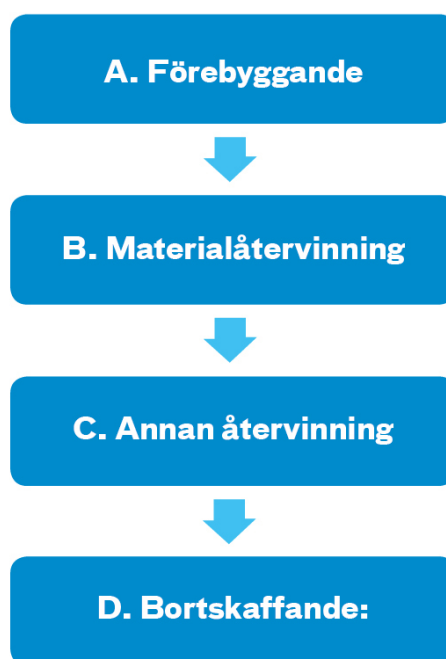 A. Förebyggande
B. Materialåtervinning
C. Annan återvinning
D. Bortskaffande: